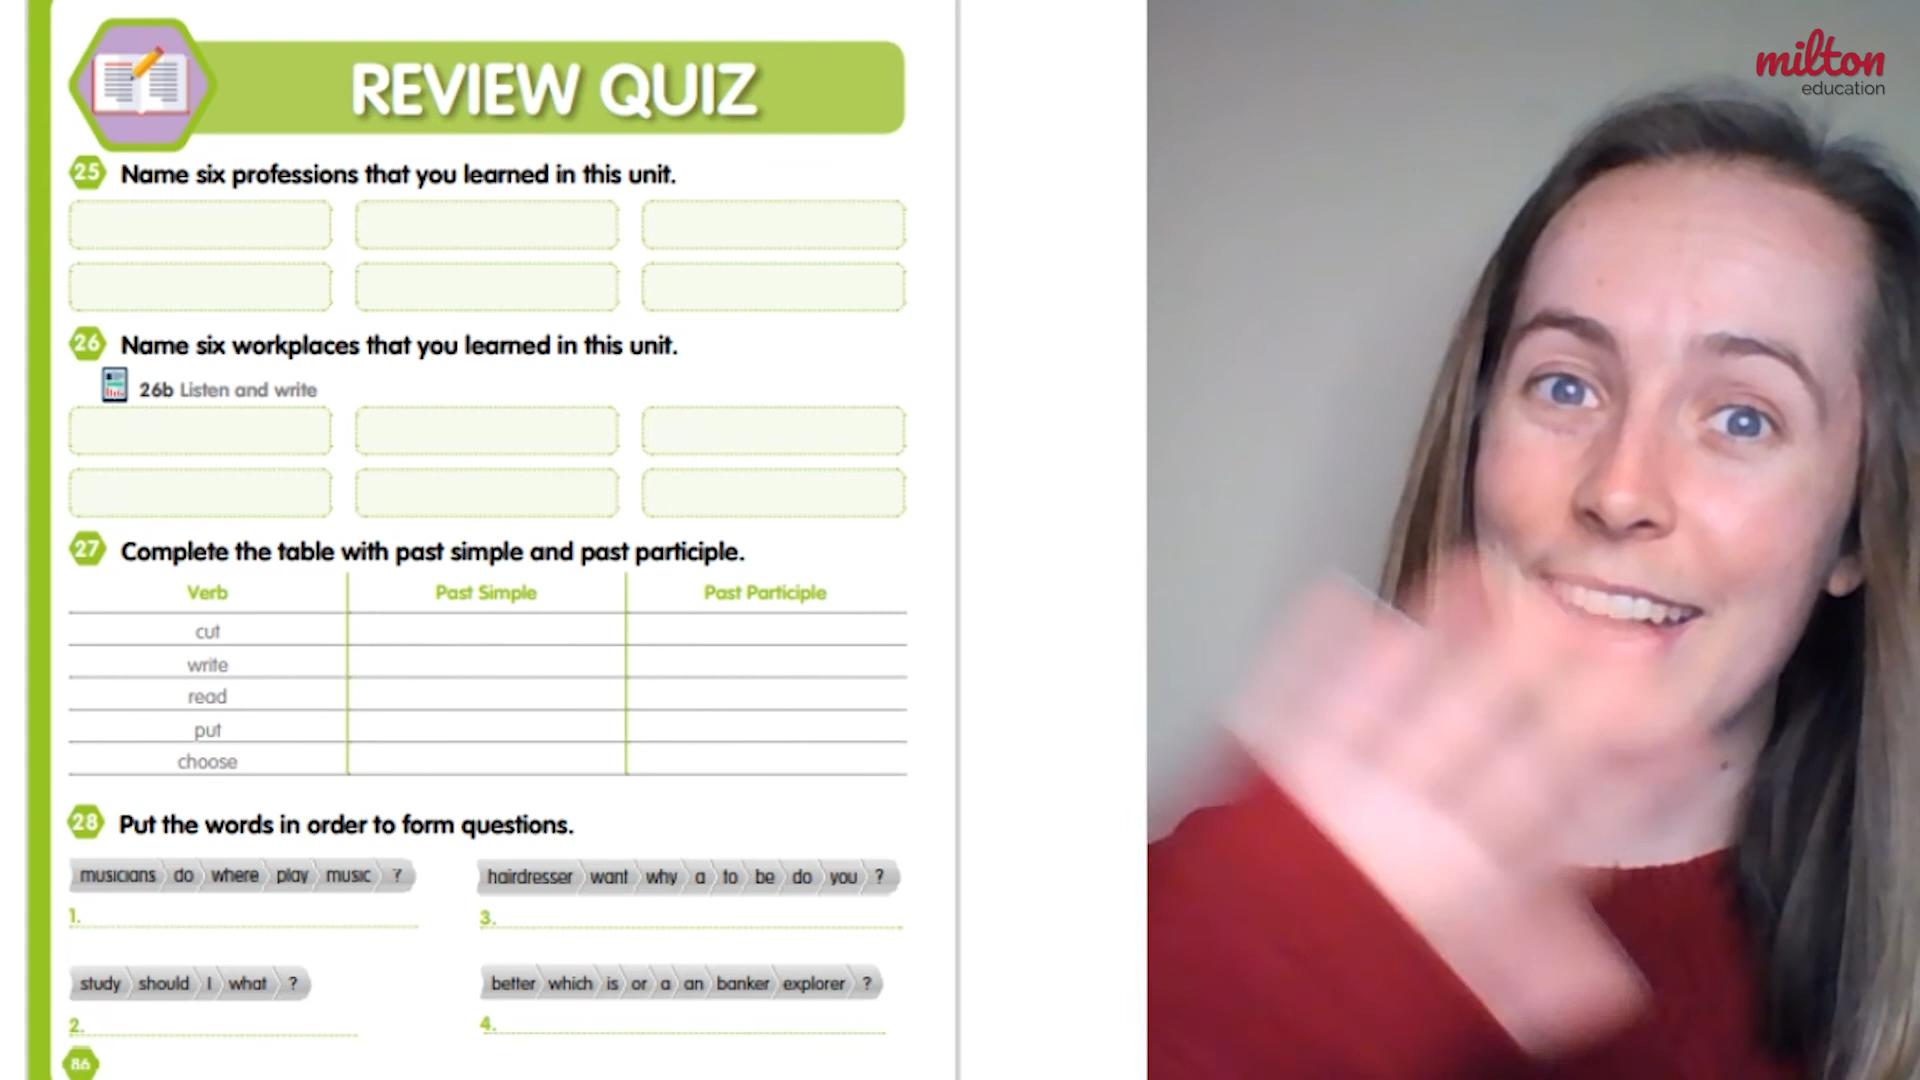 REVIEW QUIZ
25 Name six professions that you learned in this unit.
26 Name six workplaces that you learned in this unit.
26b Listen and write
27 Complete the table with past simple and past participle.
Verb Past Simple Past Participle
cut
write
read
put
choose
28 Put the words in order to form questions.
musicians do where play music ?
1.
hairdresser want why a to be do you ?
3.
study should I what ?
2.
better which is or a an banker explorer ?
4.
86
milton
education